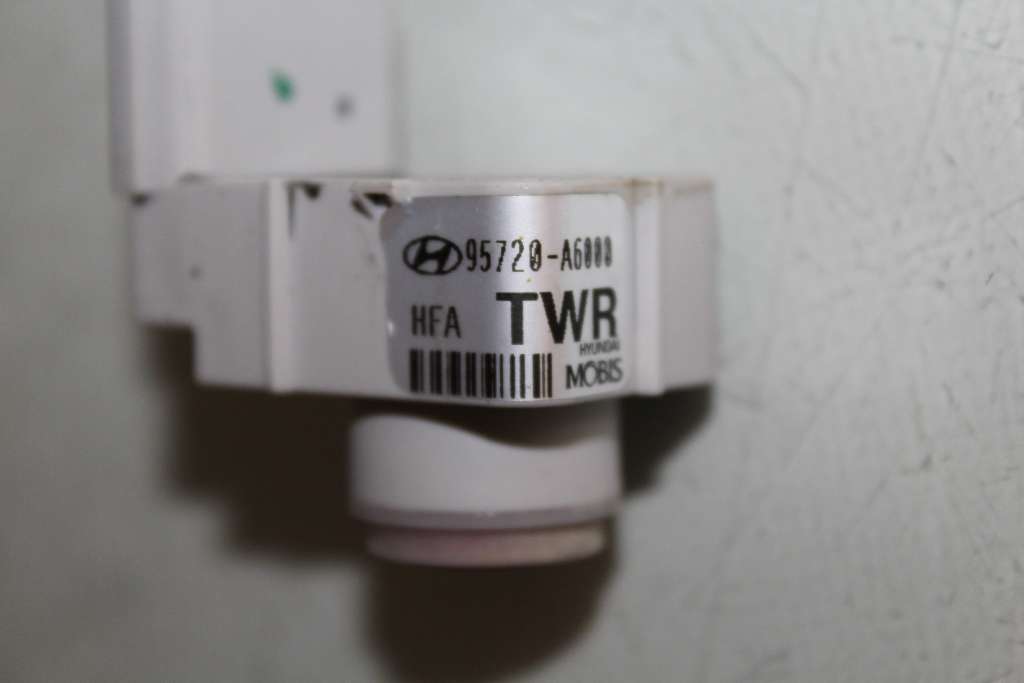 95720-A6000
HFA TWR
HYUNDAI
MOBIS